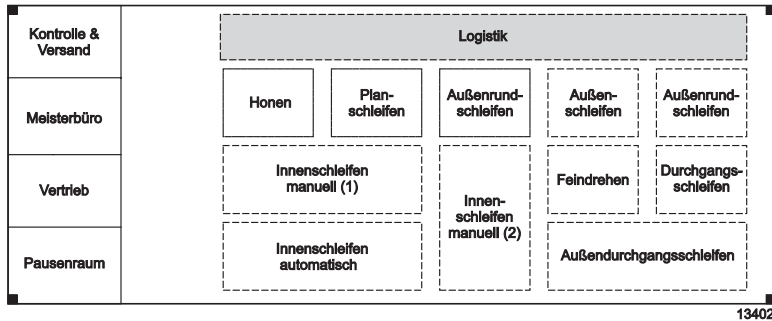 Kontrolle &
Versand
Logistik
Honen
Plan-
schleifen
Außenrund-
schleifen
Außen-
schleifen
Außenrund-
schleifen
Meisterbüro
Innenschleifen
manuell (1)
Innen-
schleifen
manuell (2)
Feindrehen
Durchgangs-
schleifen
Vertrieb
Innenschleifen
automatisch
Außendurchgangsschleifen
Pausenraum
13402